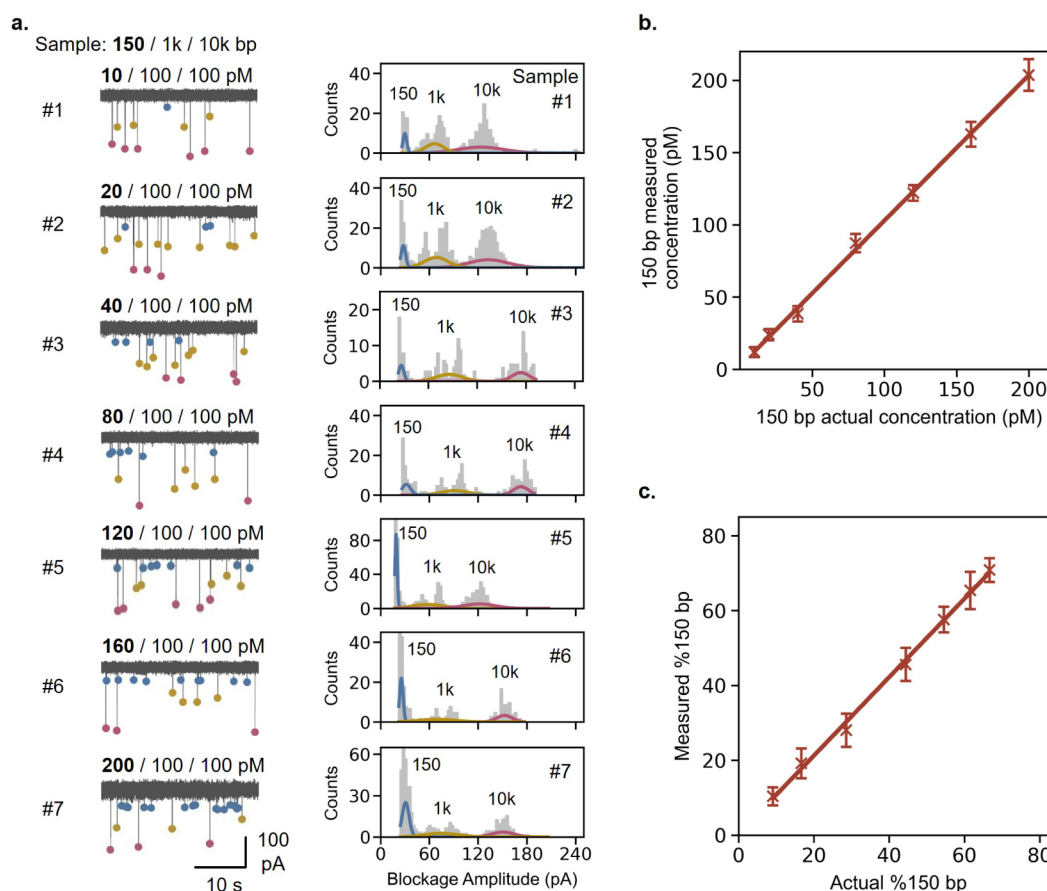 a.
Sample: 150 / 1k / 10k bp
10 / 100 / 100 pM
#1
20 / 100 / 100 pM
#2
40 / 100 / 100 pM
#3
80 / 100 / 100 pM
#4
120 / 100 / 100 pM
#5
160 / 100 / 100 pM
#6
200 / 100 / 100 pM
#7
100
pA
10 s
Counts
40
20
0
150
1k
10k
Sample
#1
Counts
40
20
0
150
1k
10k
#2
Counts
20
10
0
150
1k
10k
#3
Counts
40
20
0
150
1k
10k
#4
Counts
80
40
0
150
1k
10k
#5
Counts
40
20
0
150
1k
10k
#6
Counts
60
30
0
150
1k
10k
#7
0 60 120 180 240
Blockage Amplitude (pA)
b.
150 bp measured
concentration (pM)
200
150
100
50
0
50 100 150 200
150 bp actual concentration (pM)
c.
Measured %150 bp
80
60
40
20
0
0 20 40 60 80
Actual %150 bp